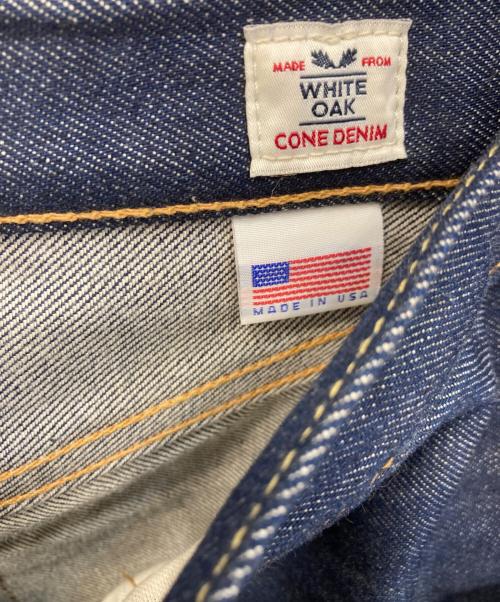 MADE FROM
WHITE
OAK
CONE DENIM
MADE IN USA